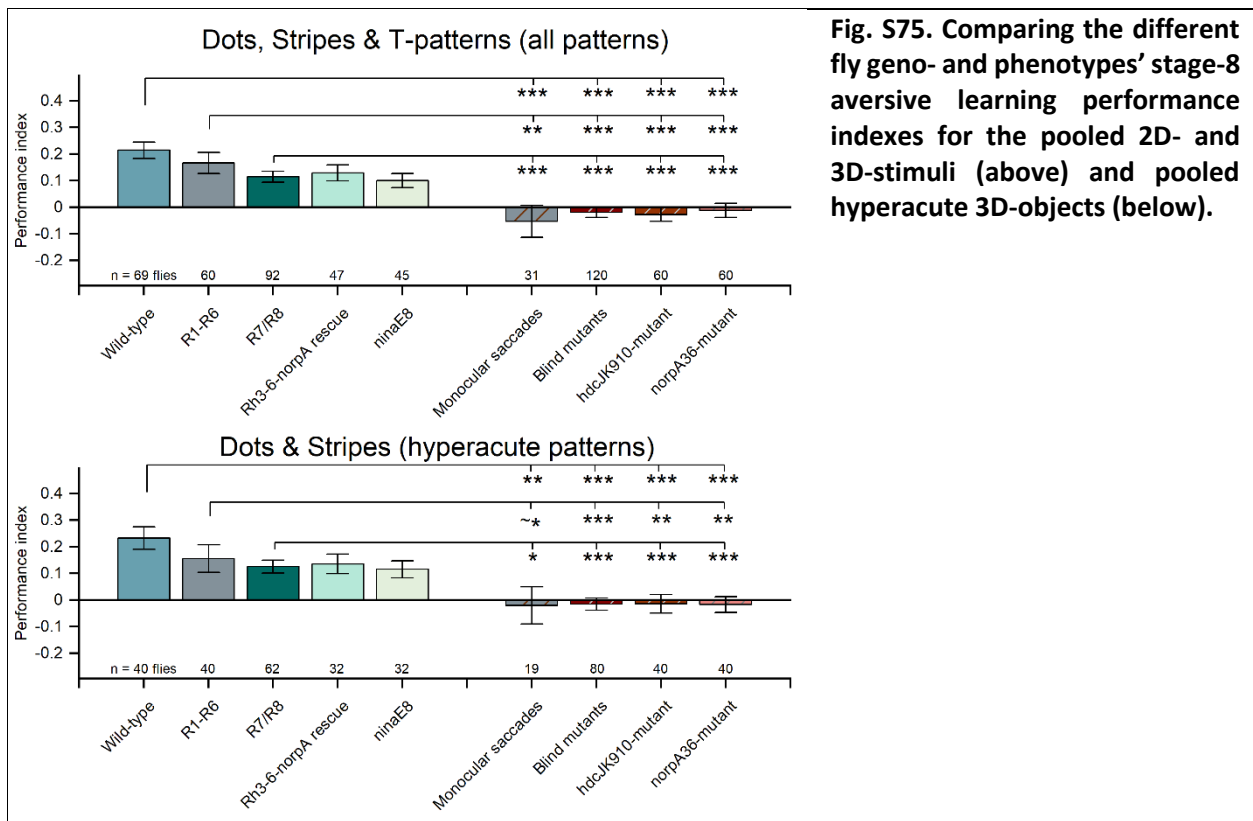 Dots, Stripes & T-patterns (all patterns)
Performance index
0.4
0.3
0.2
0.1
0
-0.1
-0.2
*** *** *** ***
** *** *** ***
*** *** *** ***
n = 69 flies 60 92 47 45 31 120 60 60
Wild-type
R1-R6
R7/R8
Rh3-6-norpA rescue
ninaE8
Monocular saccades
Blind mutants
hdcJK910-mutant
norpA36-mutant
Dots & Stripes (hyperacute patterns)
Performance index
0.4
0.3
0.2
0.1
0
-0.1
-0.2
** *** *** ***
~* *** ** **
* *** *** ***
n = 40 flies 40 62 32 32 19 80 40 40
Wild-type
R1-R6
R7/R8
Rh3-6-norpA rescue
ninaE8
Monocular saccades
Blind mutants
hdcJK910-mutant
norpA36-mutant
Fig. S75. Comparing the different
fly geno- and phenotypes’ stage-8
aversive learning performance
indexes for the pooled 2D- and
3D-stimuli (above) and pooled
hyperacute 3D-objects (below).